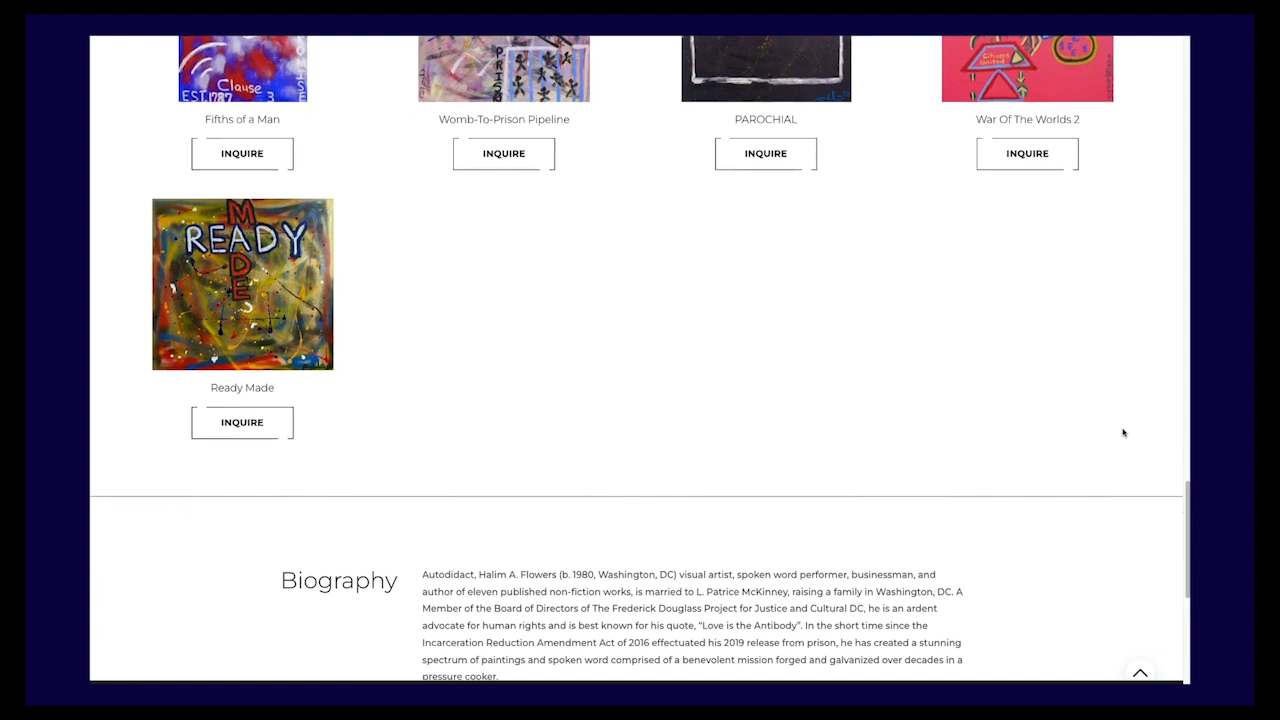 PROMISE
Clause
EST.1787 = 3
PRISO
Citizens
United
Fifths of a Man
Womb-To-Prison Pipeline
PAROCHIAL
War Of The Worlds 2
INQUIRE
INQUIRE
INQUIRE
INQUIRE
MADE
READY
Ready Made
INQUIRE
Biography
Autodidact, Halim A. Flowers (b. 1980, Washington, DC) visual artist, spoken word performer, businessman, and
author of eleven published non-fiction works, is married to L. Patrice McKinney, raising a family in Washington, DC. A
Member of the Board of Directors of The Frederick Douglass Project for Justice and Cultural DC, he is an ardent
advocate for human rights and is best known for his quote, “Love is the Antibody”. In the short time since the
Incarceration Reduction Amendment Act of 2016 effectuated his 2019 release from prison, he has created a stunning
spectrum of paintings and spoken word comprised of a benevolent mission forged and galvanized over decades in a
pressure cooker.